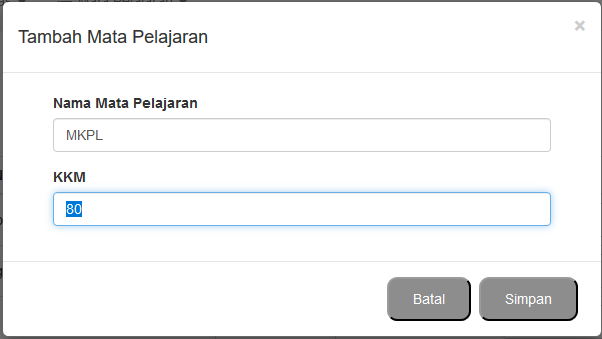 Tambah Mata Pelajaran
×
Nama Mata Pelajaran
MKPL
KKM
80
Batal
Simpan